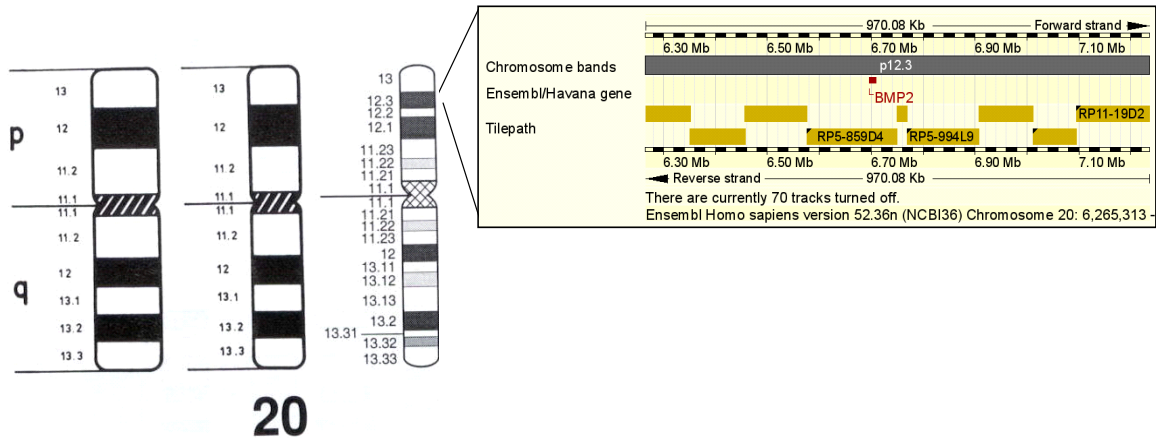 p
q
13
12
11.2
11.1
11.1
11.2
12
13.1
13.2
13.3
13
12
11.2
11.1
11.1
11.2
12
13.1
13.2
13.3
20
13
12.3
12.2
12.1
11.23
11.22
11.21
11.1
11.1
11.21
11.22
11.23
12
13.11
13.12
13.13
13.2
13.31
13.32
13.33
970.08 Kb Forward strand
6.30 Mb 6.50 Mb 6.70 Mb 6.90 Mb 7.10 Mb
Chromosome bands p12.3
Ensembl/Havana gene
BMP2
Tilepath
RP11-19D2
RP5-859D4 RP5-994L9
6.30 Mb 6.50 Mb 6.70 Mb 6.90 Mb 7.10 Mb
Reverse strand 970.08 Kb
There are currently 70 tracks turned off.
Ensembl Homo sapiens version 52.36n (NCBI36) Chromosome 20: 6,265,313 -